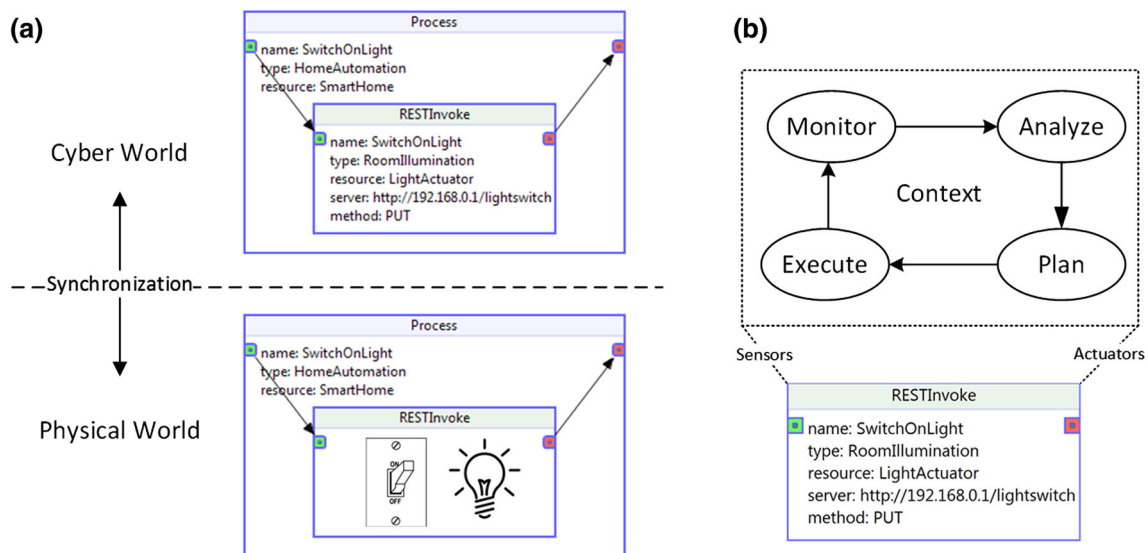 (a)
Process
name: SwitchOnLight
type: HomeAutomation
resource: SmartHome
RESTInvoke
name: SwitchOnLight
type: RoomIllumination
resource: LightActuator
server: http://192.168.0.1/lightswitch
method: PUT
Cyber World
Synchronization
Physical World
Process
name: SwitchOnLight
type: HomeAutomation
resource: SmartHome
RESTInvoke
ON
OFF
(b)
Monitor
Analyze
Context
Execute
Plan
Sensors
Actuators
RESTInvoke
name: SwitchOnLight
type: RoomIllumination
resource: LightActuator
server: http://192.168.0.1/lightswitch
method: PUT